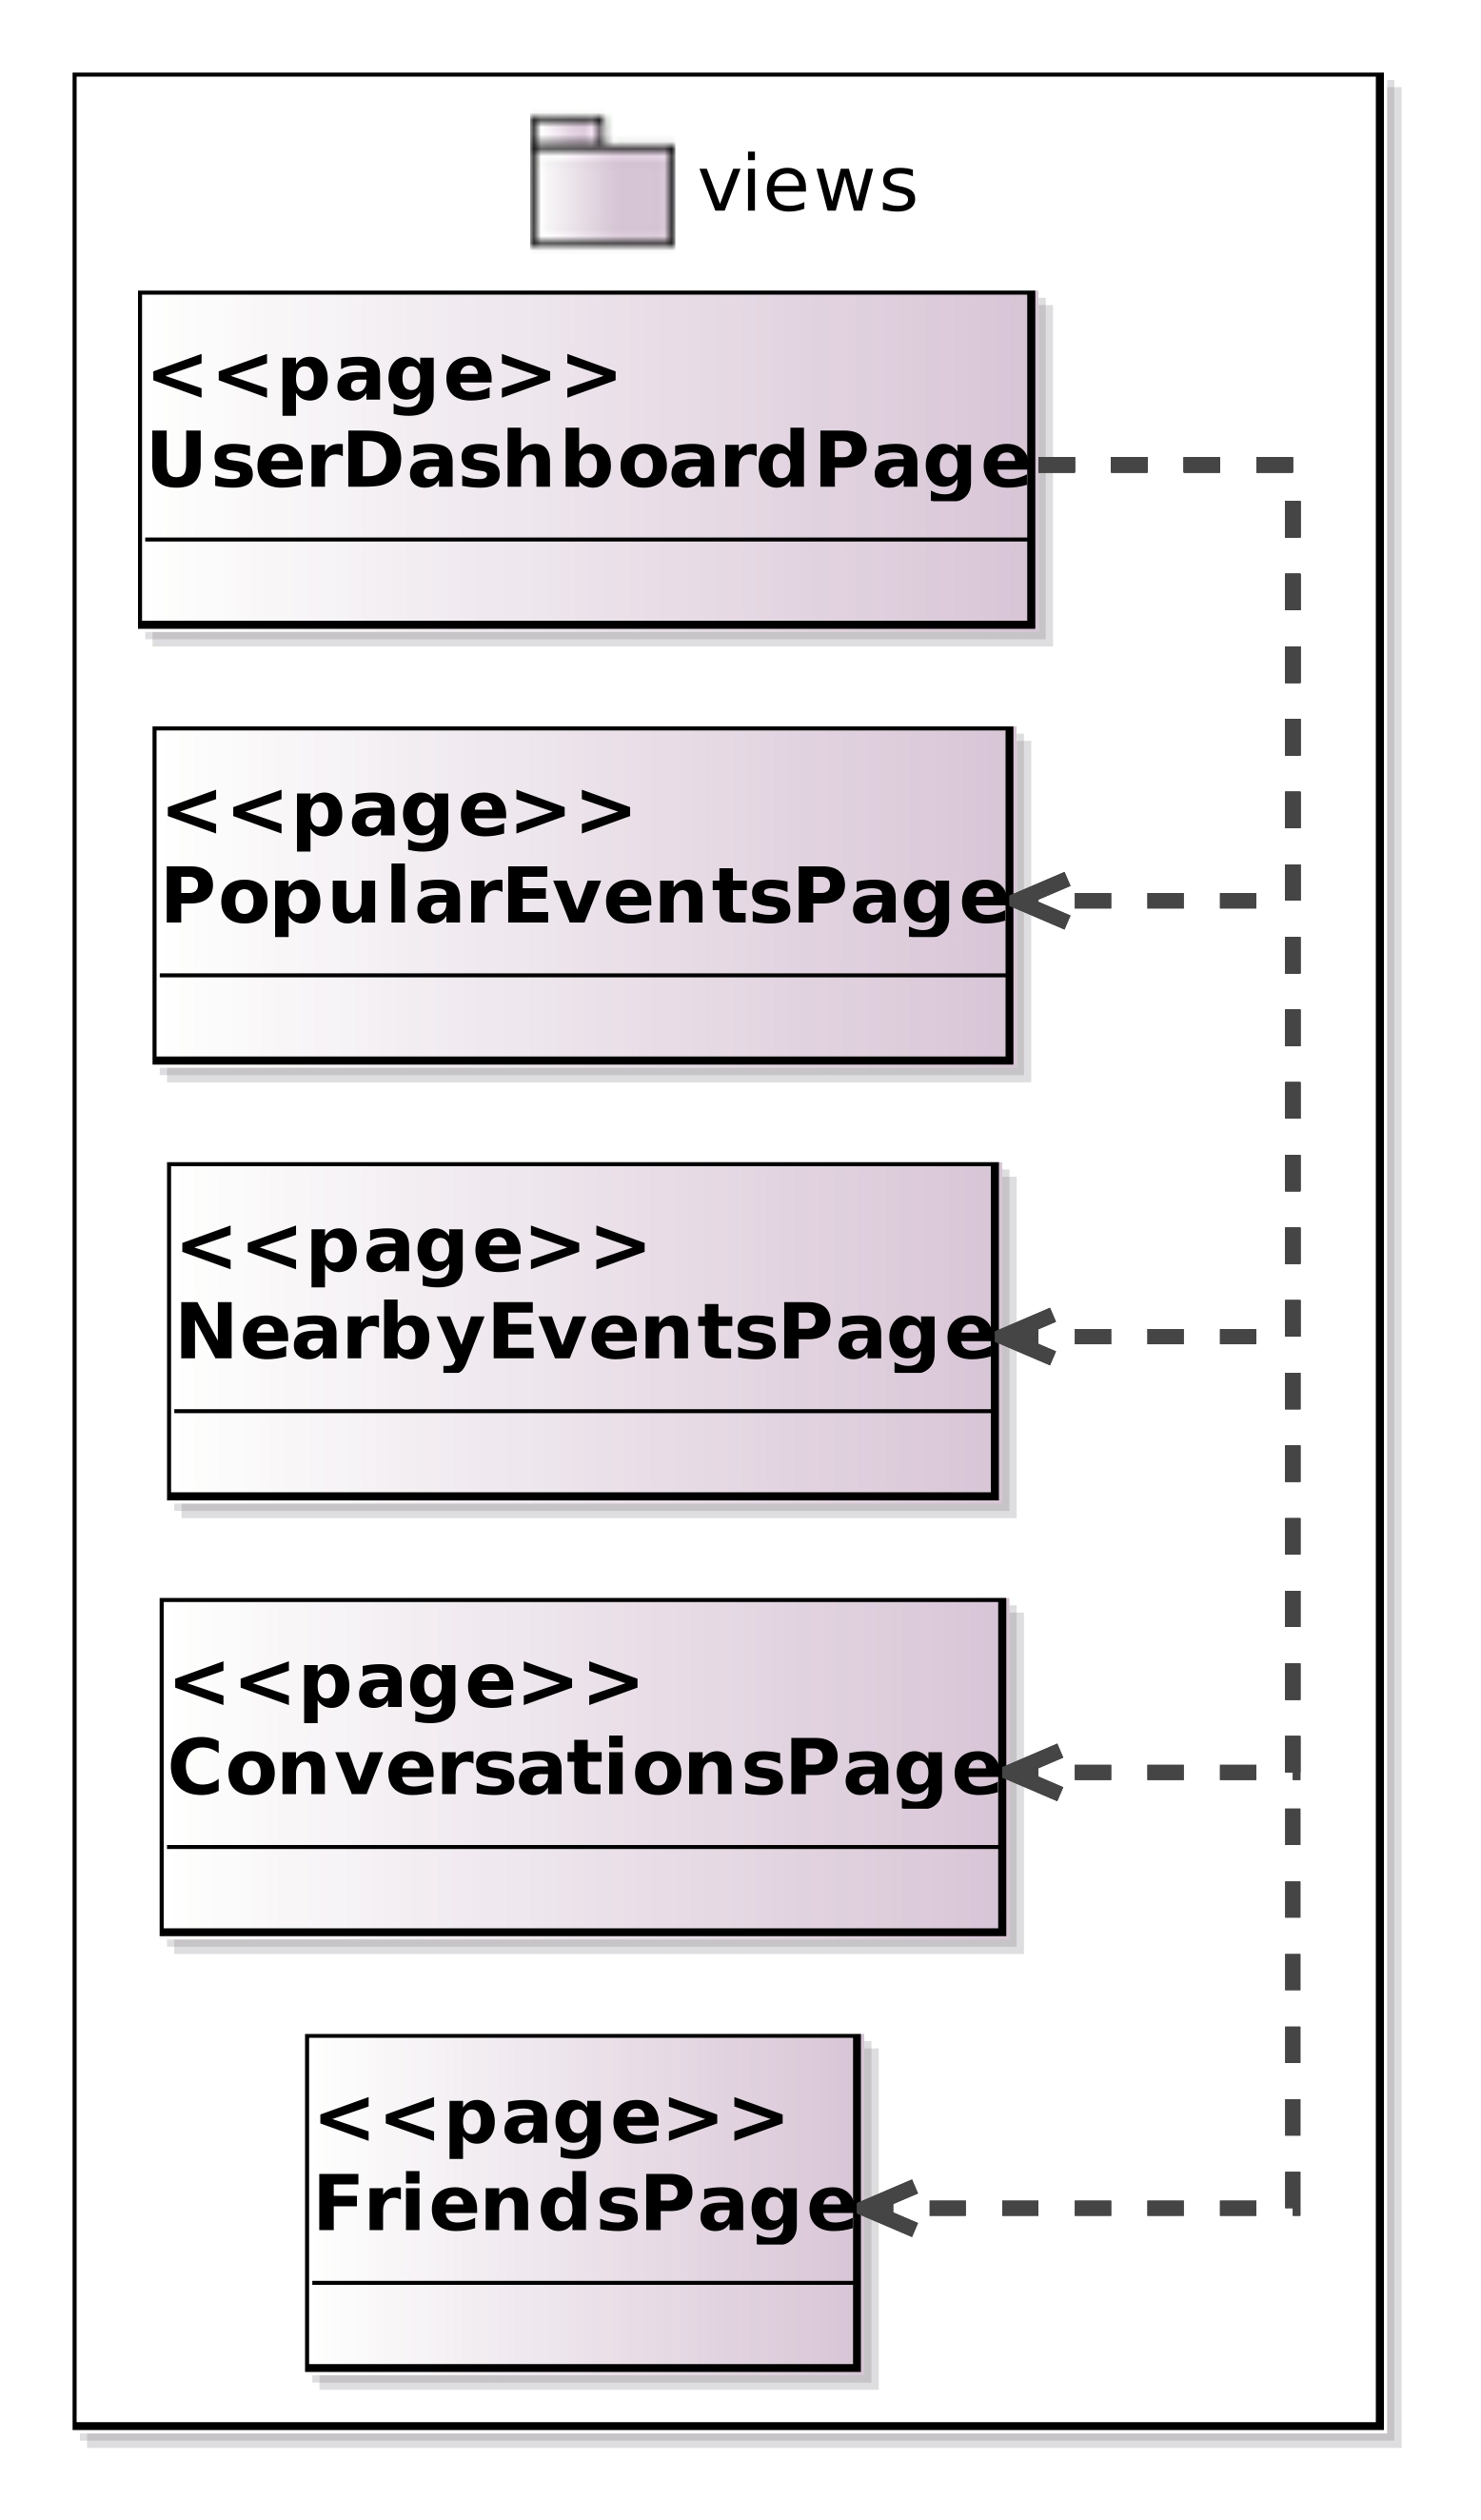 views
<<page>>
UserDashboardPage
<<page>>
PopularEventsPage
<<page>>
NearbyEventsPage
<<page>>
ConversationsPage
<<page>>
FriendsPage